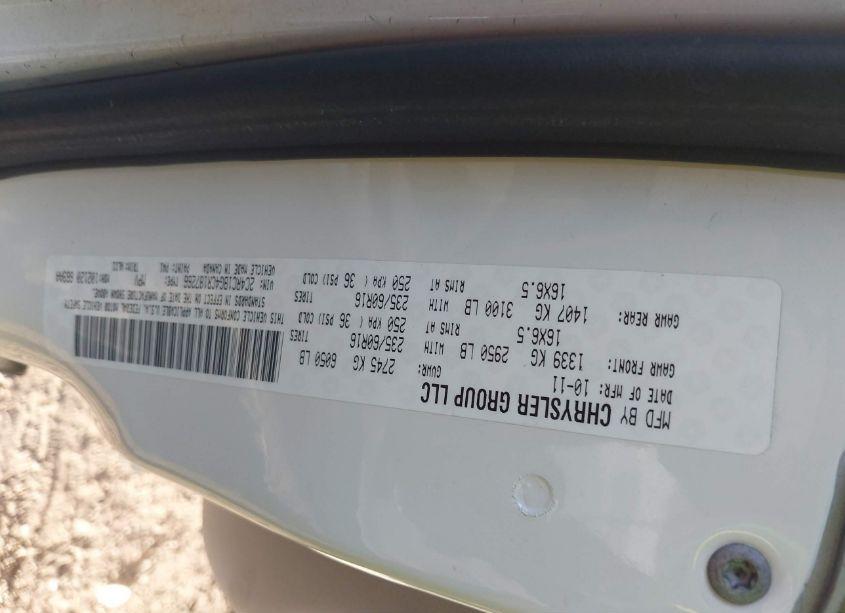 MFD BY CHRYSLER GROUP LLC
DATE OF MFR: 10-11 GVWR: 2745 KG 6050 LB
GAWR FRONT: 1339 KG 2950 LB WITH 235/60R16 TIRES
16X6.5 RIMS AT 250 KPA ( 36 PSI) COLD
GAWR REAR: 1407 KG 3100 LB WITH 235/60R16 TIRES
16X6.5 RIMS AT 250 KPA ( 36 PSI) COLD
THIS VEHICLE CONFORMS TO ALL APPLICABLE U.S.A. FEDERAL MOTOR VEHICLE SAFETY
STANDARDS IN EFFECT ON THE DATE OF MANUFACTURE SHOWN ABOVE.
VIN: TYPE: MPV
VEHICLE MADE IN CANADA PAINT: PW1